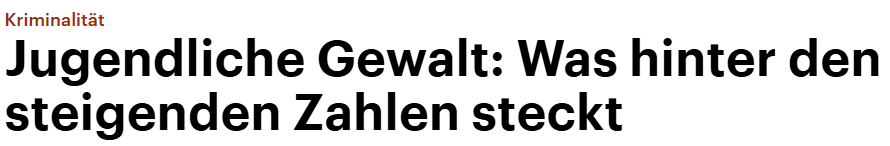 Kriminalität
Jugendliche Gewalt: Was hinter den
steigenden Zahlen steckt